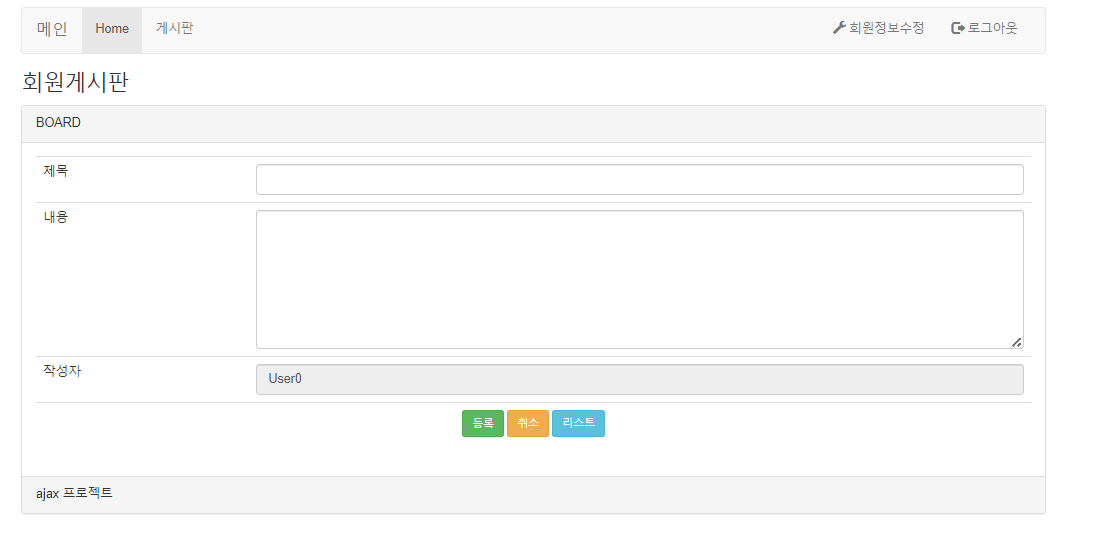 메인 Home 게시판 회원정보수정 로그아웃
회원게시판
BOARD
제목
내용
작성자 User0
등록 취소 리스트
ajax 프로젝트